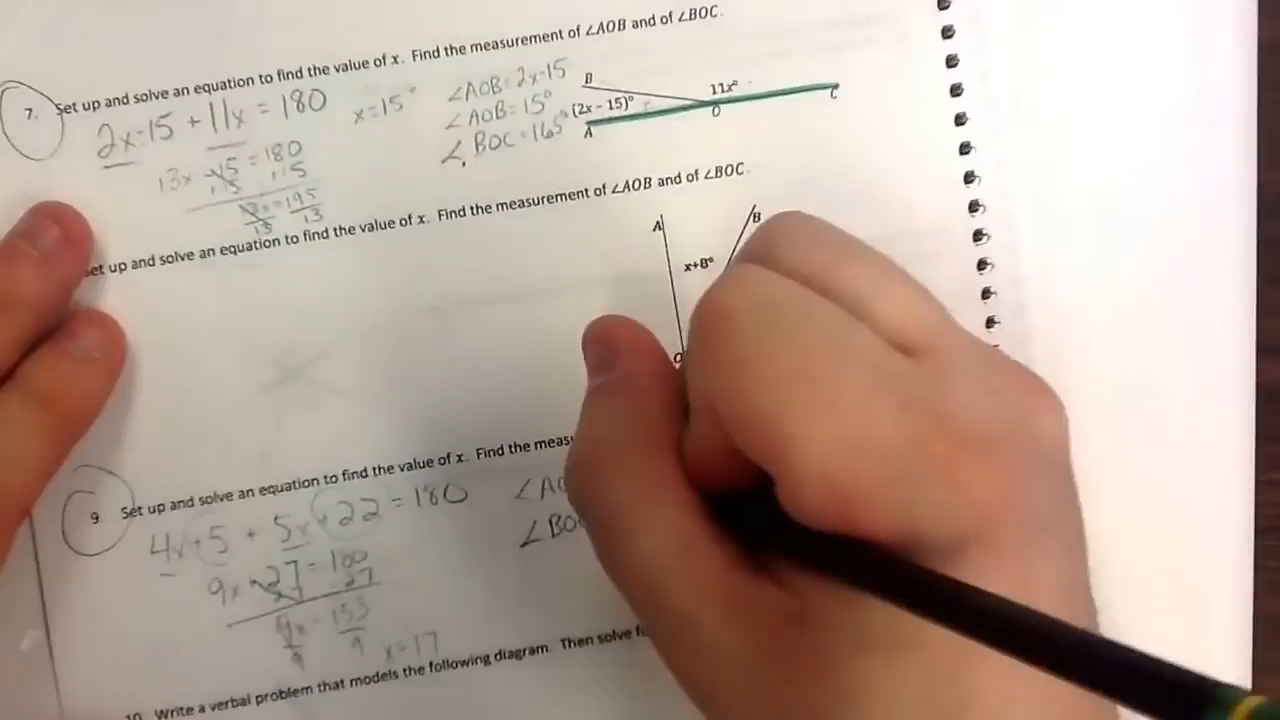 7. Set up and solve an equation to find the value of x. Find the measurement of ∠AOB and of ∠BOC.
2x-15 + 11x = 180
x=15°
∠AOB=2x-15
∠AOB=15°
∠BOC=165°
B
(2x – 15)°
11x°
A
O
C
13x -15 = 180
+15 +15
13x=195
13 13
et up and solve an equation to find the value of x. Find the measurement of ∠AOB and of ∠BOC.
A
B
x+8°
O
9. Set up and solve an equation to find the value of x. Find the meas
4x+5 + 5x+22 = 180
∠AO
∠BO
9x+27=180
-27 -27
9x=153
9 9
x=17
10. Write a verbal problem that models the following diagram. Then solve f